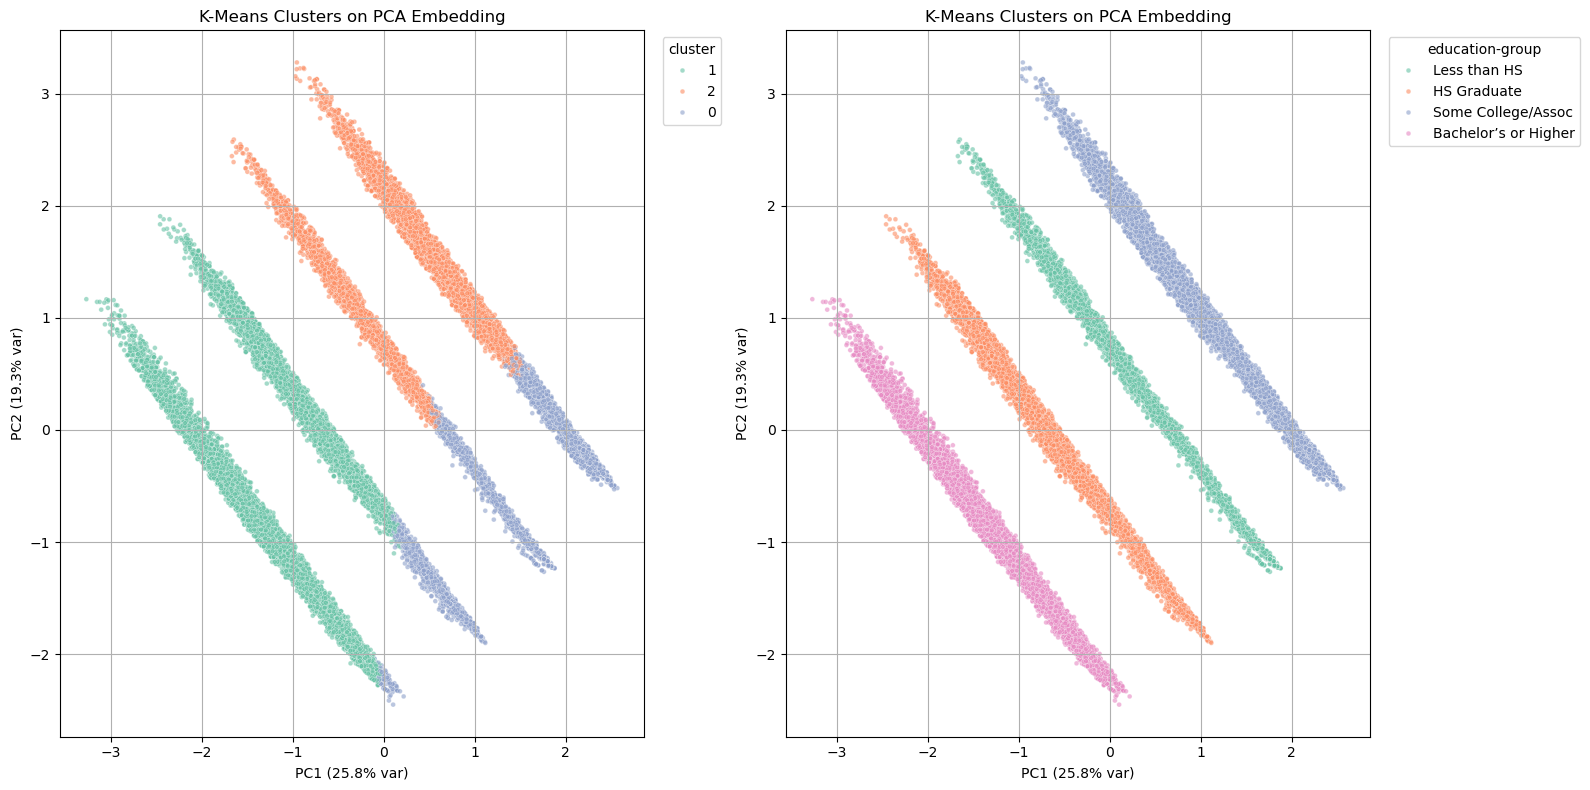 K-Means Clusters on PCA Embedding
cluster
1
2
0
3
2
1
0
−1
−2
PC2 (19.3% var)
−3
−2
−1
0
1
2
PC1 (25.8% var)
K-Means Clusters on PCA Embedding
education-group
Less than HS
HS Graduate
Some College/Assoc
Bachelor’s or Higher
3
2
1
0
−1
−2
PC2 (19.3% var)
−3
−2
−1
0
1
2
PC1 (25.8% var)